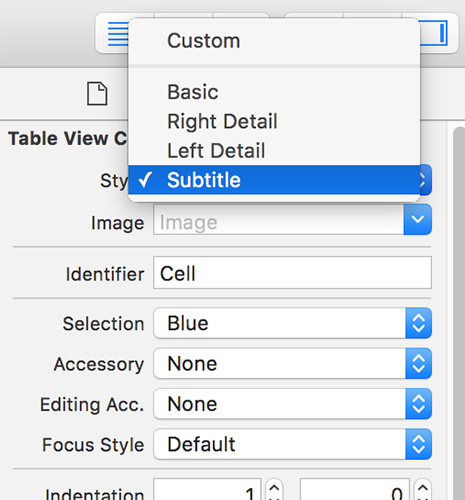 Custom
Basic
Right Detail
Table View C
Left Detail
Sty
✓ Subtitle
Image Image
Identifier Cell
Selection Blue
Accessory None
Editing Acc. None
Focus Style Default
Indentation 1 0